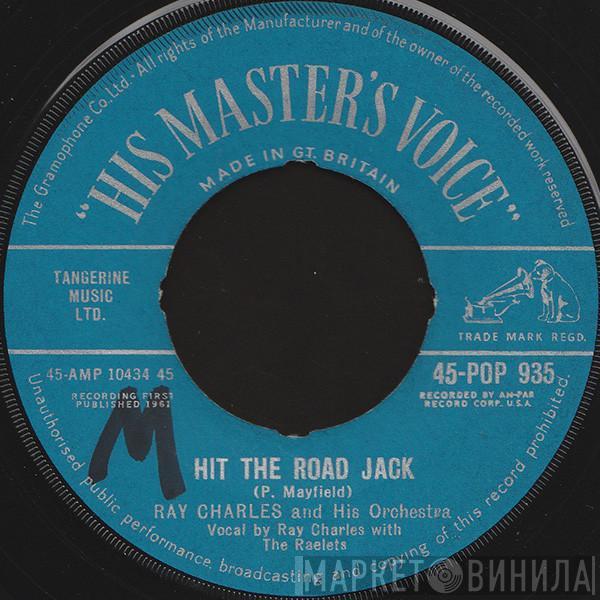 The Gramophone Co. Ltd. - All rights of the Manufacturer and of the owner of the recorded work reserved
"HIS MASTER'S VOICE"
MADE IN GT. BRITAIN
TANGERINE
MUSIC
LTD.
TRADE MARK REGD.
45-AMP 10434 45
45-POP 935
RECORDING FIRST
PUBLISHED 1961
RECORDED BY AM-PAR
RECORD CORP. U.S.A.
M
HIT THE ROAD JACK
(P. Mayfield)
RAY CHARLES and His Orchestra
Vocal by Ray Charles with
The Raelets
Unauthorised public performance, broadcasting and copying of this record prohibited.
МАРКЕТ ВИНИЛА